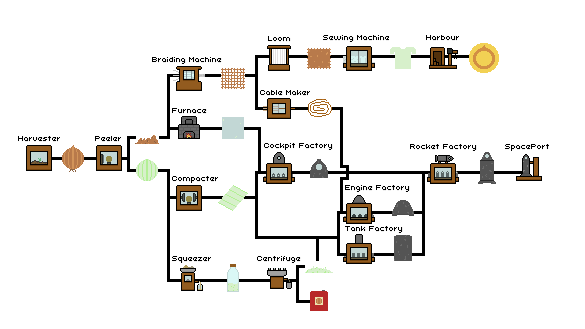 Loom
Sewing Machine
Harbour
Braiding Machine
Cable Maker
Furnace
Harvester
Peeler
Cockpit Factory
Rocket Factory
SpacePort
Compacter
Engine Factory
Tank Factory
Squeezer
Centrifuge